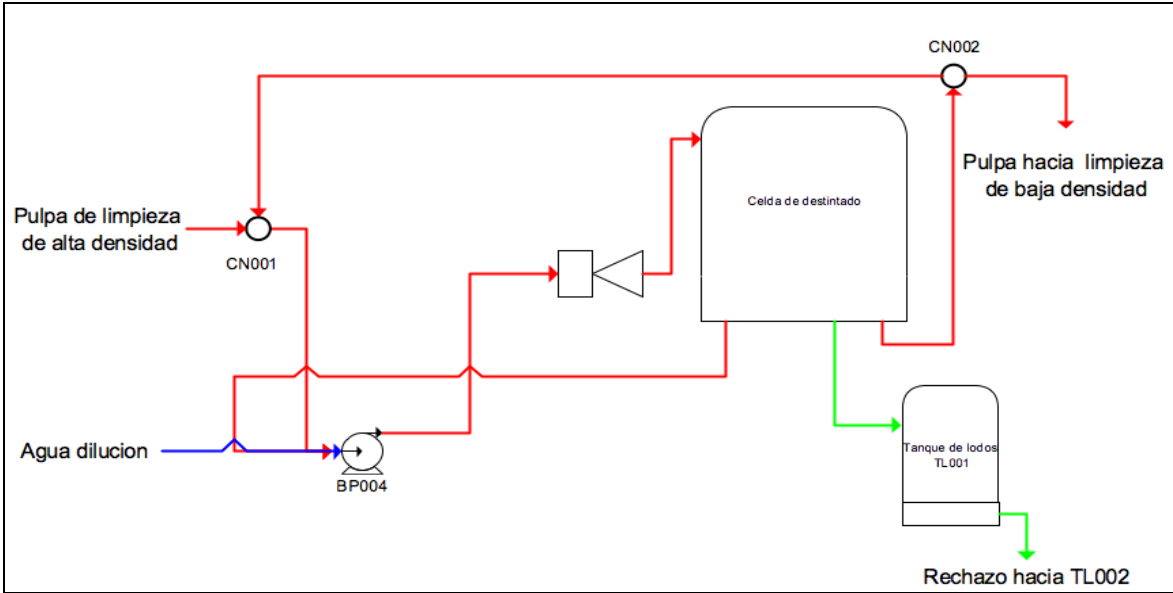 CN002
Pulpa hacia limpieza
de baja densidad
Celda de destintado
Pulpa de limpieza
de alta densidad
CN001
Agua dilucion
BP004
Tanque de lodos
TL001
Rechazo hacia TL002